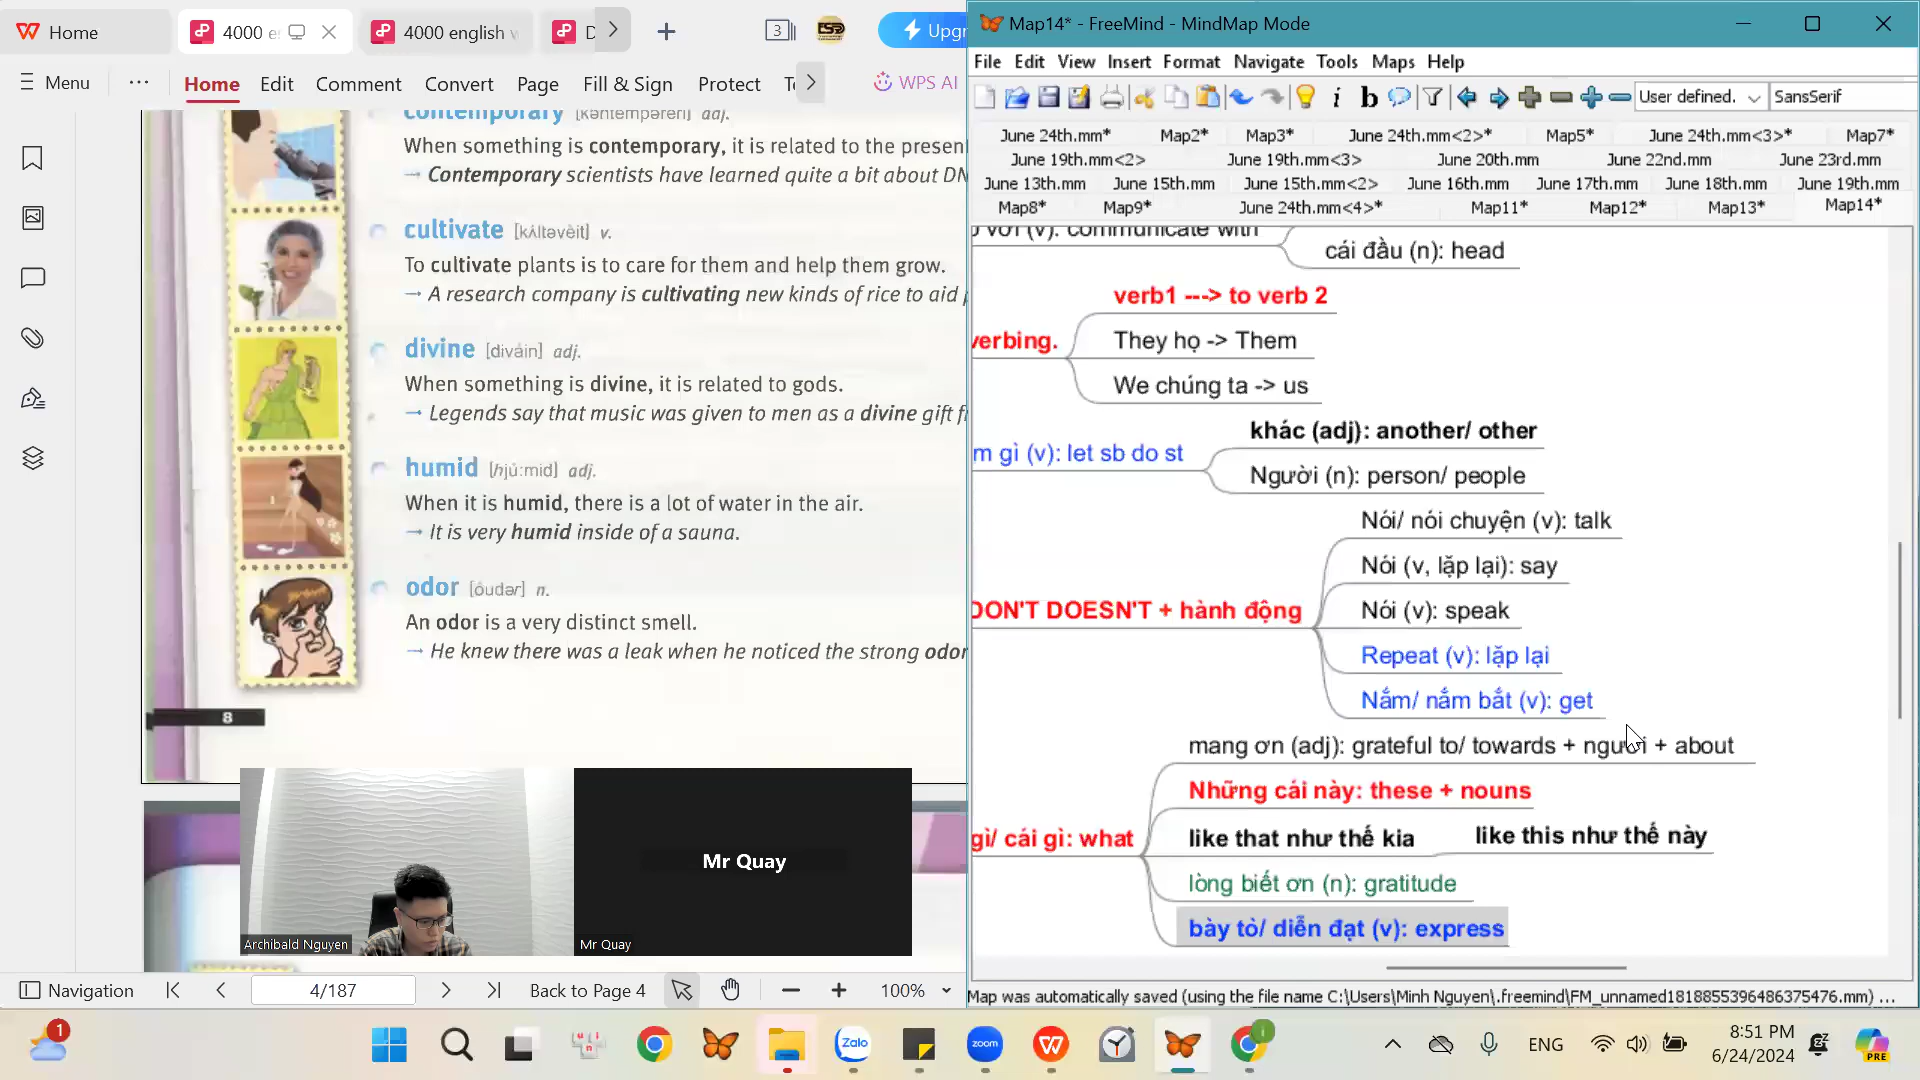 Home
4000 e
4000 english w
3
Upgr
Menu
Home
Edit
Comment
Convert
Page
Fill & Sign
Protect
WPS AI
contemporary [kəntempəreri] adj.
When something is contemporary, it is related to the presen
→ Contemporary scientists have learned quite a bit about DN
cultivate [kʌ́ltəvèit] v.
To cultivate plants is to care for them and help them grow.
→ A research company is cultivating new kinds of rice to aid p
divine [diváin] adj.
When something is divine, it is related to gods.
→ Legends say that music was given to men as a divine gift f
humid [hjú:mid] adj.
When it is humid, there is a lot of water in the air.
→ It is very humid inside of a sauna.
odor [óudər] n.
An odor is a very distinct smell.
→ He knew there was a leak when he noticed the strong odor
8
Archibald Nguyen
Mr Quay
Mr Quay
Navigation
4/187
Back to Page 4
100%
Map14* - FreeMind - MindMap Mode
File Edit View Insert Format Navigate Tools Maps Help
User defined.
SansSerif
June 24th.mm* Map2* Map3* June 24th.mm<2>* Map5* June 24th.mm<3>* Map7*
June 19th.mm<2> June 19th.mm<3> June 20th.mm June 22nd.mm June 23rd.mm
June 13th.mm June 15th.mm June 15th.mm<2> June 16th.mm June 17th.mm June 18th.mm June 19th.mm
Map8* Map9* June 24th.mm<4>* Map11* Map12* Map13* Map14*
với (v): communicate with
cái đầu (n): head
verb1 ---> to verb 2
verbing.
They họ -> Them
We chúng ta -> us
khác (adj): another/ other
m gì (v): let sb do st
Người (n): person/ people
Nói/ nói chuyện (v): talk
Nói (v, lặp lại): say
DON'T DOESN'T + hành động
Nói (v): speak
Repeat (v): lặp lại
Nắm/ nắm bắt (v): get
mang ơn (adj): grateful to/ towards + người + about
Những cái này: these + nouns
gì/ cái gì: what
like that như thế kia
like this như thế này
lòng biết ơn (n): gratitude
bày tỏ/ diễn đạt (v): express
Map was automatically saved (using the file name C:\Users\Minh Nguyen\.freemind\FM_unnamed1818855396486375476.mm) ...
1
Zalo
zoom
ENG
8:51 PM
6/24/2024
PRE